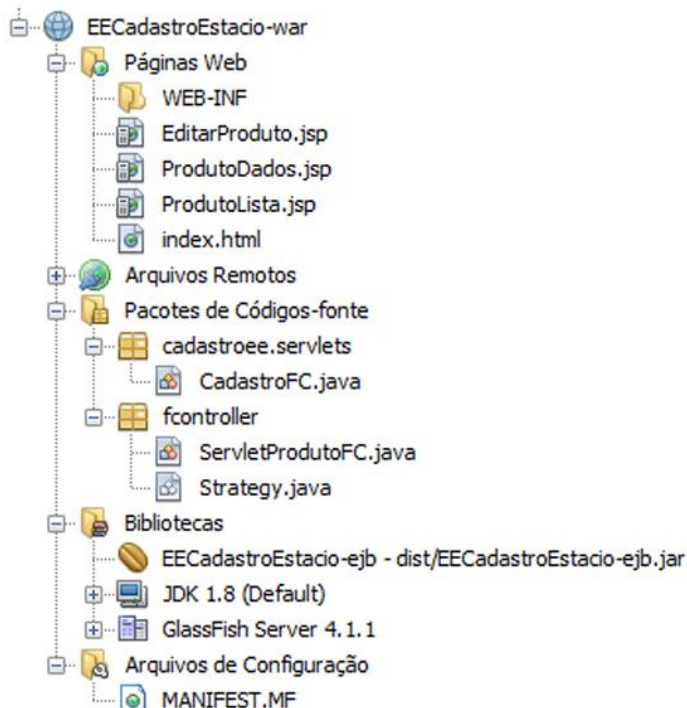 EECadastroEstacio-war
Páginas Web
WEB-INF
EditarProduto.jsp
ProdutoDados.jsp
ProdutoLista.jsp
index.html
Arquivos Remotos
Pacotes de Códigos-fonte
cadastroee.servlets
CadastroFC.java
fcontroller
ServletProdutoFC.java
Strategy.java
Bibliotecas
EECadastroEstacio-ejb - dist/EECadastroEstacio-ejb.jar
JDK 1.8 (Default)
GlassFish Server 4.1.1
Arquivos de Configuração
MANIFEST.MF